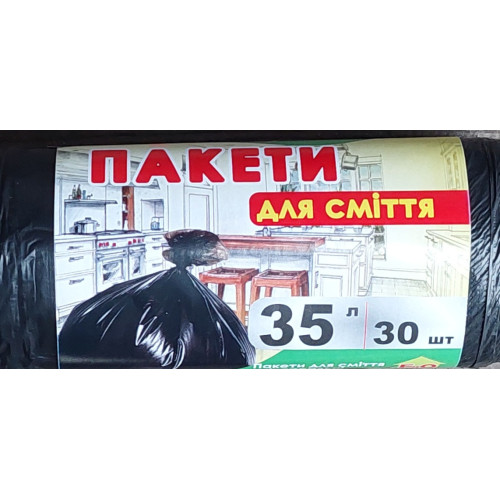 ПАКЕТИ
ДЛЯ СМІТТЯ
35 л 30 шт
Пакети для сміття